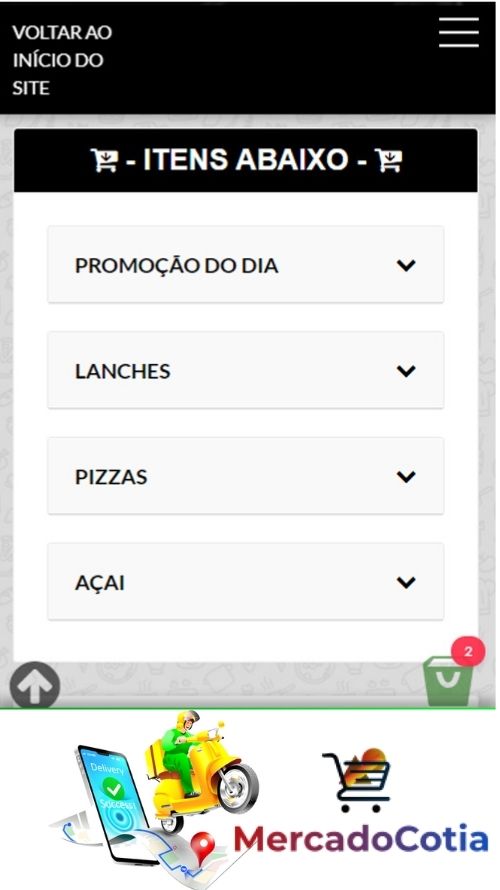 VOLTAR AO
INÍCIO DO
SITE
- ITENS ABAIXO -
PROMOÇÃO DO DIA
LANCHES
PIZZAS
AÇAI
2
Delivery
Success!
MercadoCotia